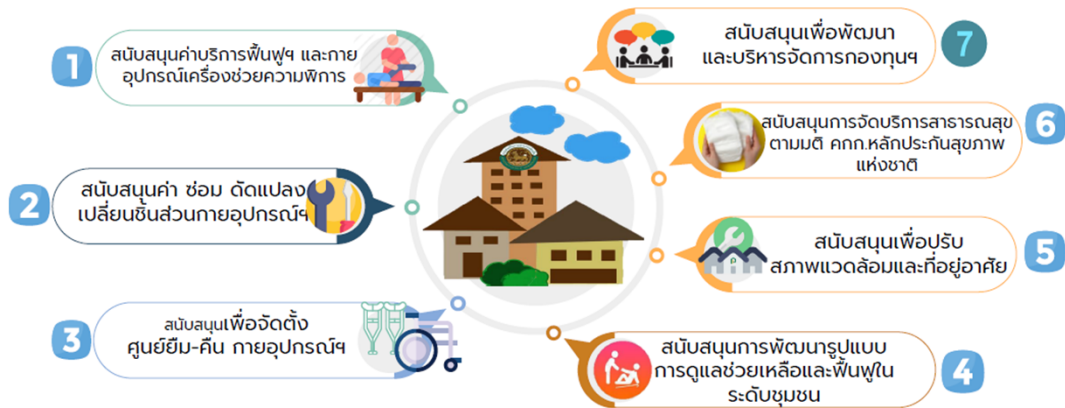 1
สนับสนุนค่าบริการฟื้นฟูฯ และกาย
อุปกรณ์เครื่องช่วยความพิการ
2
สนับสนุนค่า ซ่อม ดัดแปลง
เปลี่ยนชิ้นส่วนกายอุปกรณ์ฯ
3
สนับสนุนเพื่อจัดตั้ง
ศูนย์ยืม-คืน กายอุปกรณ์ฯ
4
สนับสนุนการพัฒนารูปแบบ
การดูแลช่วยเหลือและฟื้นฟูใน
ระดับชุมชน
5
สนับสนุนเพื่อปรับ
สภาพแวดล้อมและที่อยู่อาศัย
6
สนับสนุนการจัดบริการสาธารณสุข
ตามมติ คกก.หลักประกันสุขภาพ
แห่งชาติ
7
สนับสนุนเพื่อพัฒนา
และบริหารจัดการกองทุนฯ